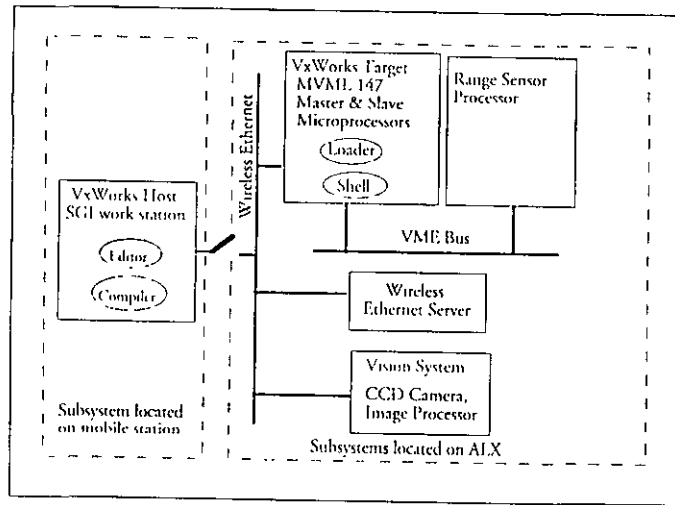 VxWorks Host
SGI work station
Editor
Compiler
Subsystem located
on mobile station
Wireless Ethernet
VxWorks Target
MVME 147
Master & Slave
Microprocessors
Loader
Shell
Range Sensor
Processor
VME Bus
Wireless
Ethernet Server
Vision System
CCD Camera,
Image Processor
Subsystems located on ALX